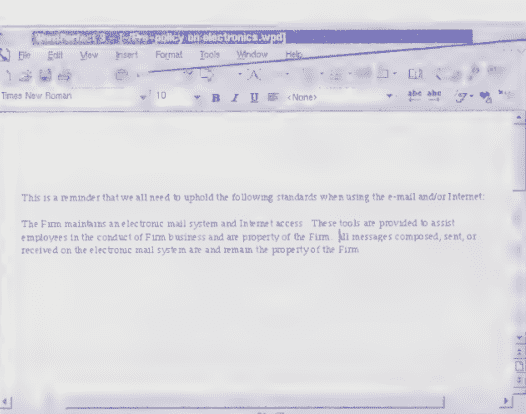 WordPerfect 8 - [-policy on electronics.wpd]
File Edit View Insert Format Tools Window Help
Times New Roman 10 B I U <None> abc abc
This is a reminder that we all need to uphold the following standards when using the e-mail and/or Internet:
The Firm maintains an electronic mail system and Internet access These tools are provided to assist
employees in the conduct of Firm business and are property of the Firm. All messages composed, sent, or
received on the electronic mail system are and remain the property of the Firm